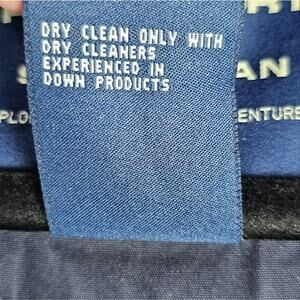 DRY CLEAN ONLY WITH
DRY CLEANERS
EXPERIENCED IN
DOWN PRODUCTS